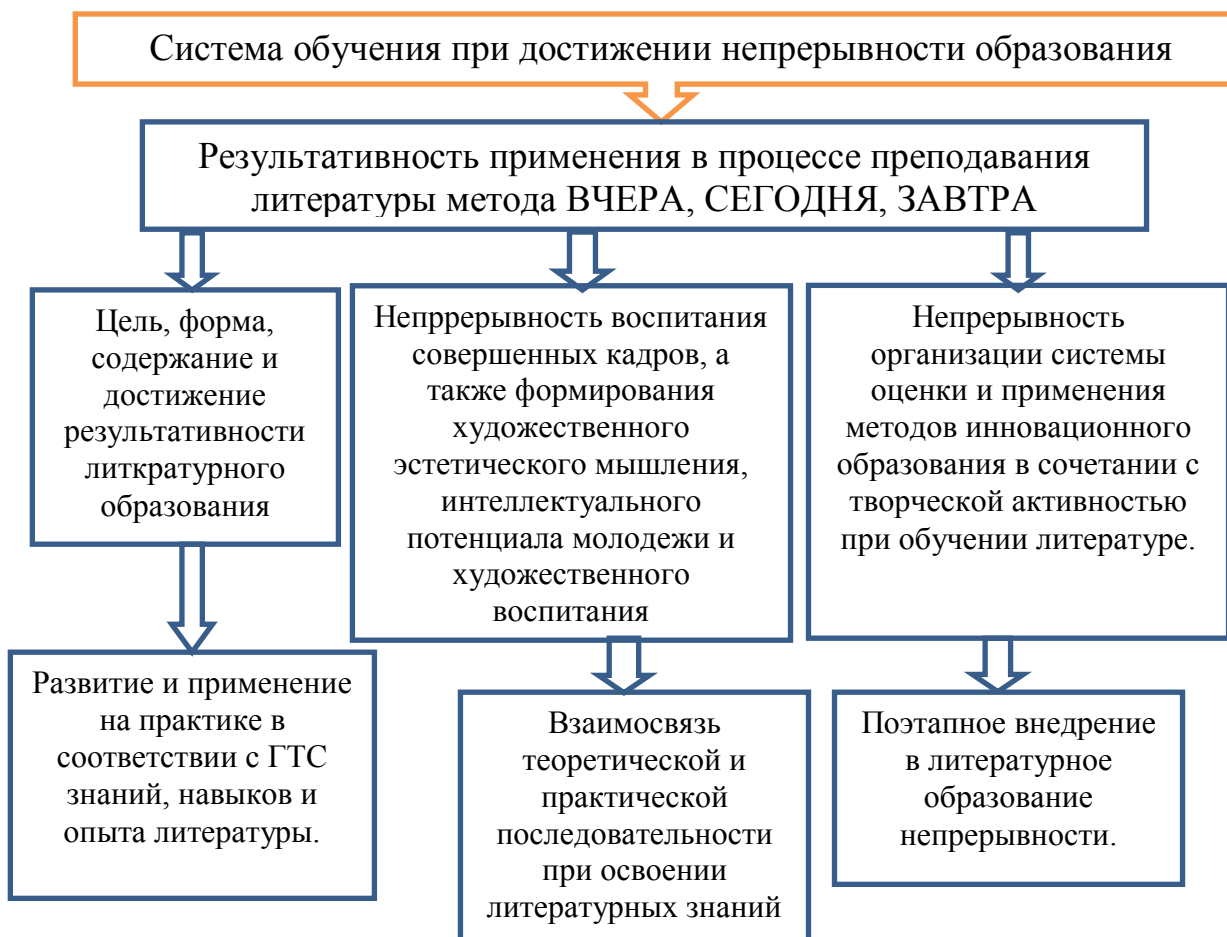 Система обучения при достижении непрерывности образования
Результативность применения в процессе преподавания
литературы метода ВЧЕРА, СЕГОДНЯ, ЗАВТРА
Цель, форма,
содержание и
достижение
результативности
литкратурного
образования
Непррерывность воспитания
совершенных кадров, а
также формирования
художественного
эстетического мышления,
интеллектуального
потенциала молодежи и
художественного
воспитания
Непрерывность
организации системы
оценки и применения
методов инновационного
образования в сочетании с
творческой активностью
при обучении литературе.
Развитие и применение
на практике в
соответствии с ГТС
знаний, навыков и
опыта литературы.
Взаимосвязь
теоретической и
практической
последовательности
при освоении
литературных знаний
Поэтапное внедрение
в литературное
образование
непрерывности.